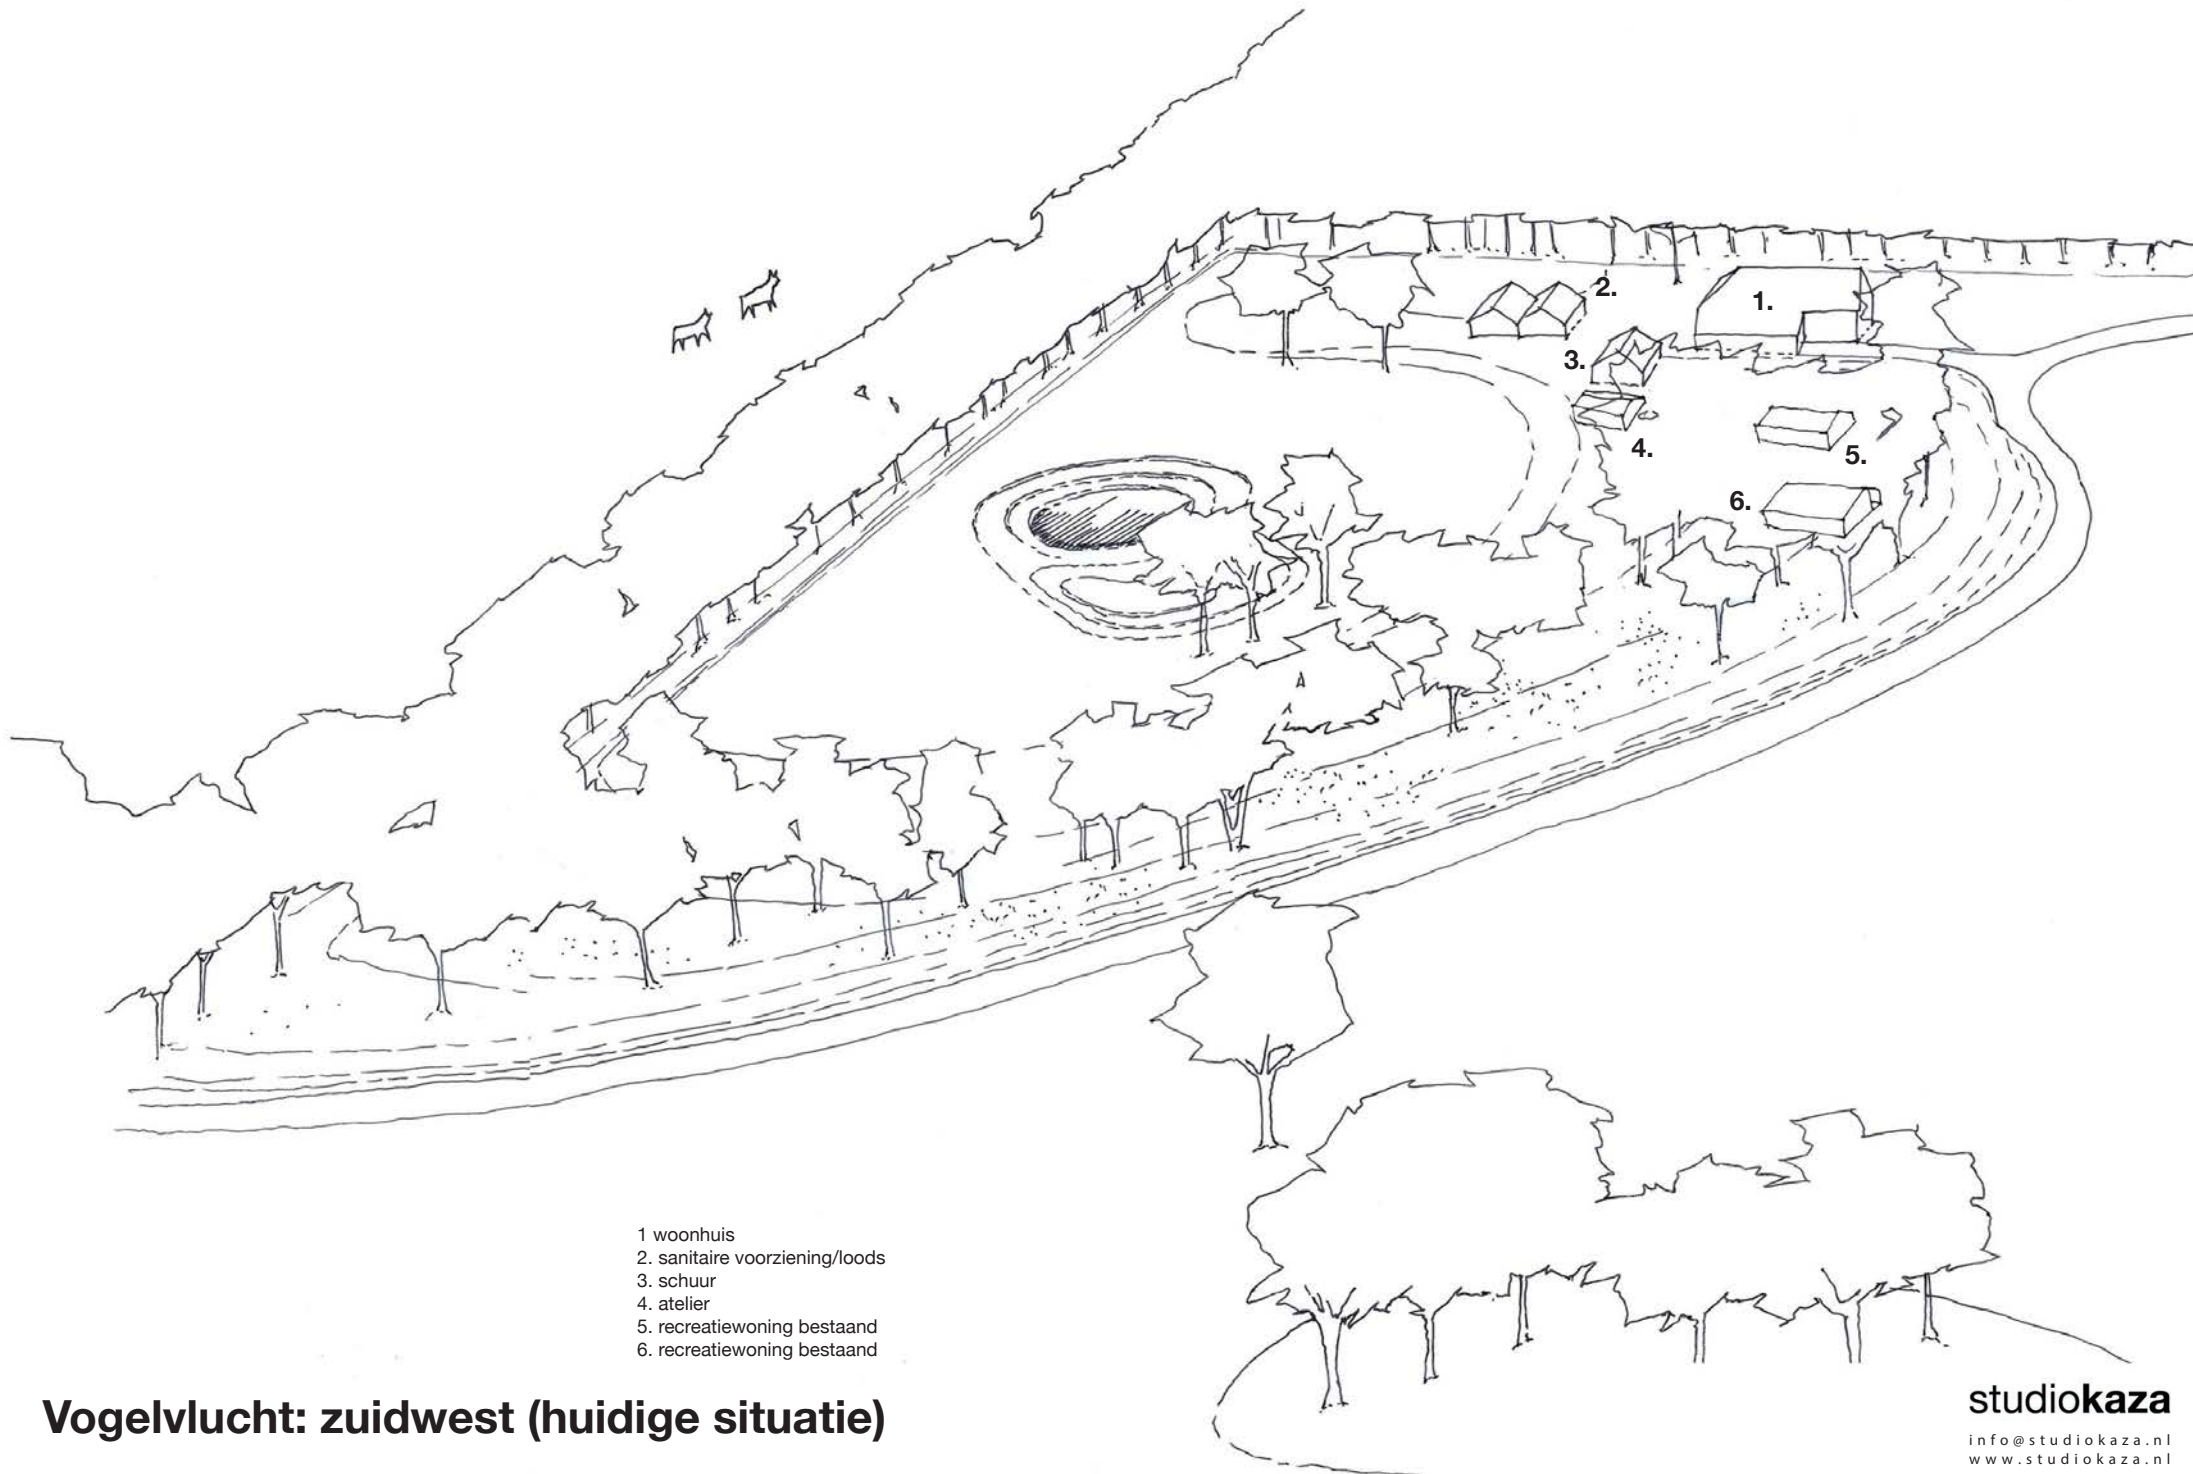 2.
1.
3.
4.
5.
6.
1 woonhuis
2. sanitaire voorziening/loods
3. schuur
4. atelier
5. recreatiewoning bestaand
6. recreatiewoning bestaand
Vogelvlucht: zuidwest (huidige situatie)
studiokaza
info@studiokaza.nl
www.studiokaza.nl